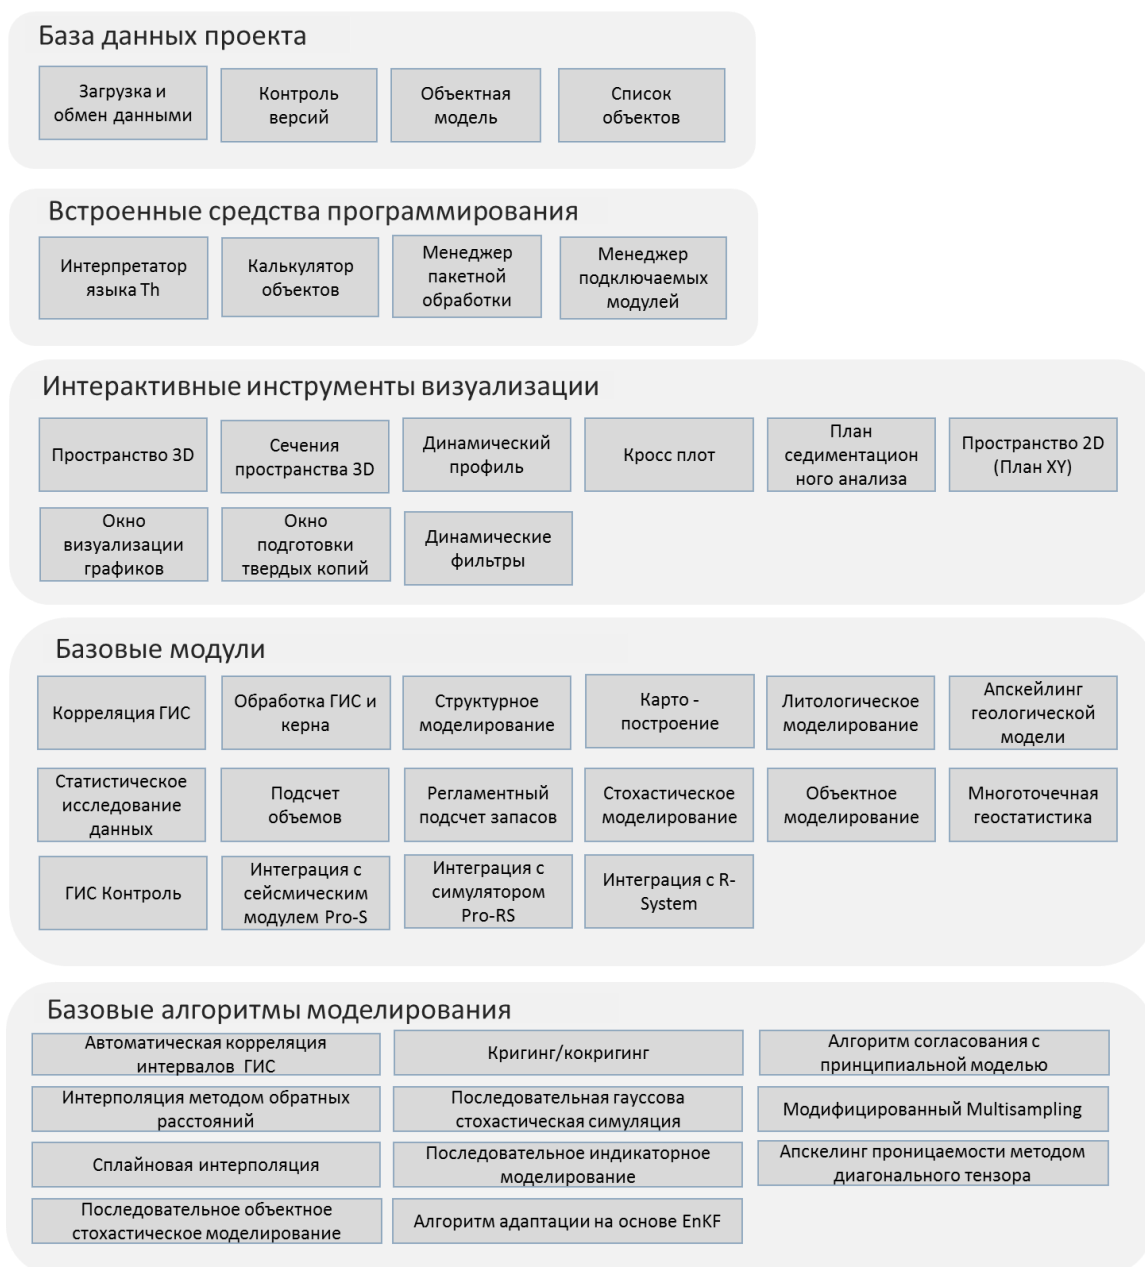 База данных проекта
Загрузка и
обмен данными
Контроль
версий
Объектная
модель
Список
объектов
Встроенные средства программирования
Интерпретатор
языка Th
Калькулятор
объектов
Менеджер
пакетной
обработки
Менеджер
подключаемых
модулей
Интерактивные инструменты визуализации
Пространство 3D
Сечения
пространства 3D
Динамический
профиль
Кросс плот
План
седиментацион
ного анализа
Пространство 2D
(План XY)
Окно
визуализации
графиков
Окно
подготовки
твердых копий
Динамические
фильтры
Базовые модули
Корреляция ГИС
Обработка ГИС и
керна
Структурное
моделирование
Карто -
построение
Литологическое
моделирование
Апскейлинг
геологической
модели
Статистическое
исследование
данных
Подсчет
объемов
Регламентный
подсчет запасов
Стохастическое
моделирование
Объектное
моделирование
Многоточечная
геостатистика
ГИС Контроль
Интеграция с
сейсмическим
модулем Pro-S
Интеграция с
симулятором
Pro-RS
Интеграция с R-
System
Базовые алгоритмы моделирования
Автоматическая корреляция
интервалов ГИС
Кригинг/кокригинг
Алгоритм согласования с
принципиальной моделью
Интерполяция методом обратных
расстояний
Последовательная гауссова
стохастическая симуляция
Модифицированный Multisampling
Сплайновая интерполяция
Последовательное индикаторное
моделирование
Апскелинг проницаемости методом
диагонального тензора
Последовательное объектное
стохастическое моделирование
Алгоритм адаптации на основе EnKF